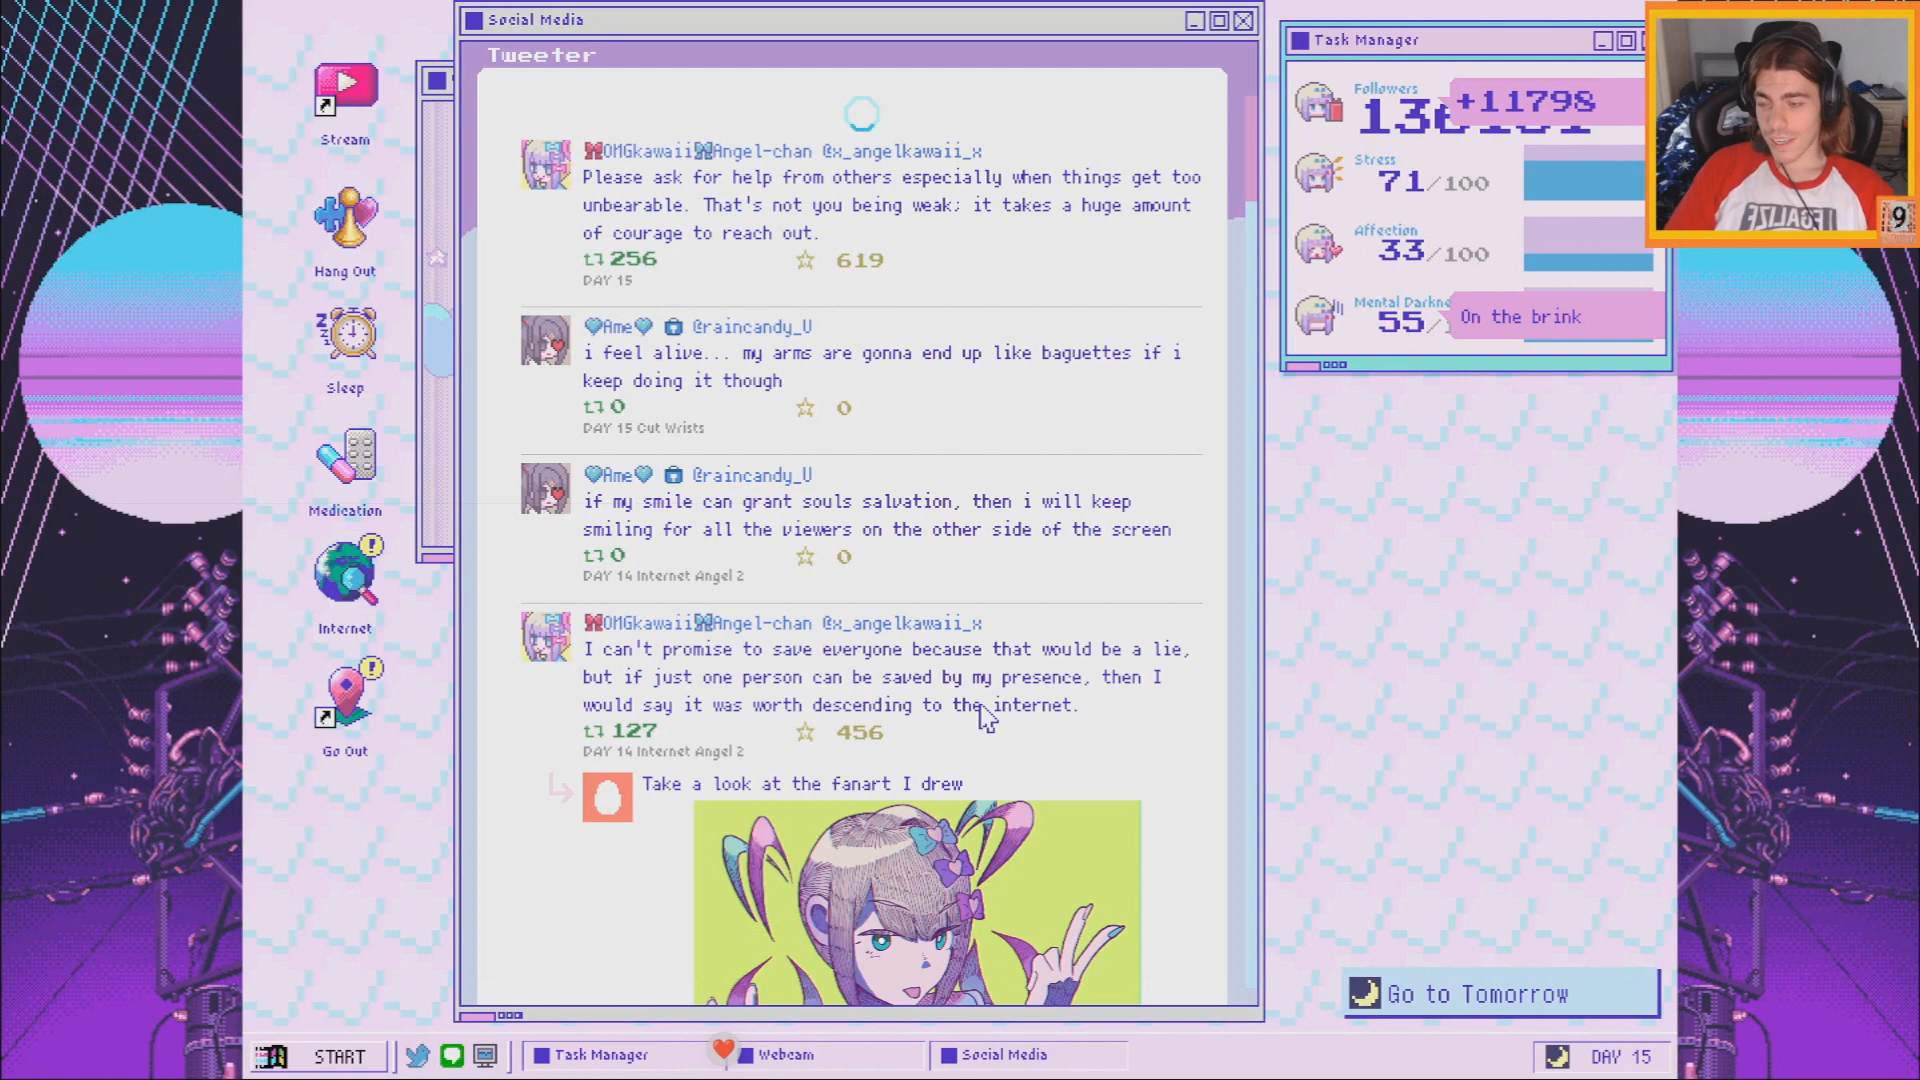 Social Media
Tweeter
OMGkawaiiAngel-chan @x_angelkawaii_x
Please ask for help from others especially when things get too
unbearable. That's not you being weak; it takes a huge amount
of courage to reach out.
256 619
DAY 15
Ame @raincandy_U
i feel alive... my arms are gonna end up like baguettes if i
keep doing it though
0 0
DAY 15 Cut Wrists
Ame @raincandy_U
if my smile can grant souls salvation, then i will keep
smiling for all the viewers on the other side of the screen
0 0
DAY 14 Internet Angel 2
OMGkawaiiAngel-chan @x_angelkawaii_x
I can't promise to save everyone because that would be a lie,
but if just one person can be saved by my presence, then I
would say it was worth descending to the internet.
127 456
DAY 14 Internet Angel 2
Take a look at the fanart I drew
Stream
Hang Out
Sleep
Medication
Internet
Go Out
Task Manager
Followers
+11798
Stress
71/100
Affection
33/100
55/
On the brink
LEGALIZE
9
Go to Tomorrow
START
Task Manager
Webcam
Social Media
DAY 15